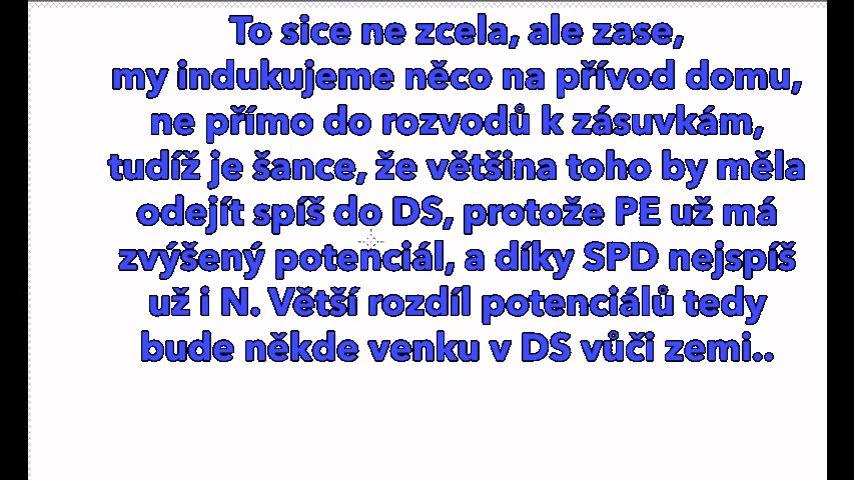 To sice ne zcela, ale zase,
my indukujeme něco na přívod domu,
ne přímo do rozvodů k zásuvkám,
tudíž je šance, že většina toho by měla
odejít spíš do DS, protože PE už má
zvýšený potenciál, a díky SPD nejspíš
už i N. Větší rozdíl potenciálů tedy
bude někde venku v DS vůči zemi..